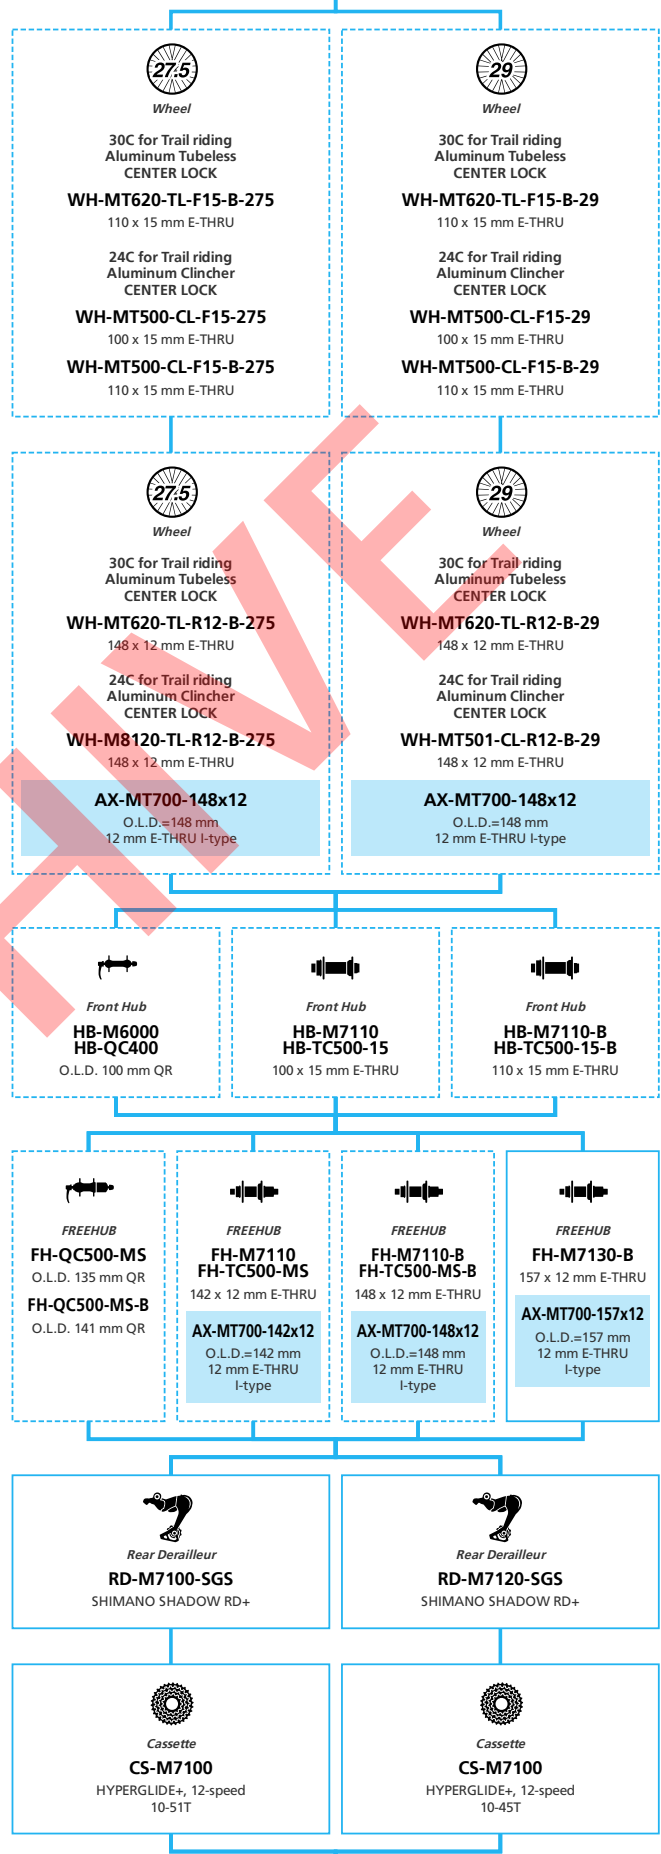 27.5
Wheel
30C for Trail riding
Aluminum Tubeless
CENTER LOCK
WH-MT620-TL-F15-B-275
110 x 15 mm E-THRU
24C for Trail riding
Aluminum Clincher
CENTER LOCK
WH-MT500-CL-F15-275
100 x 15 mm E-THRU
WH-MT500-CL-F15-B-275
110 x 15 mm E-THRU
29
Wheel
30C for Trail riding
Aluminum Tubeless
CENTER LOCK
WH-MT620-TL-F15-B-29
110 x 15 mm E-THRU
24C for Trail riding
Aluminum Clincher
CENTER LOCK
WH-MT500-CL-F15-29
100 x 15 mm E-THRU
WH-MT500-CL-F15-B-29
110 x 15 mm E-THRU
27.5
Wheel
30C for Trail riding
Aluminum Tubeless
CENTER LOCK
WH-MT620-TL-R12-B-275
148 x 12 mm E-THRU
24C for Trail riding
Aluminum Clincher
CENTER LOCK
WH-M8120-TL-R12-B-275
148 x 12 mm E-THRU
AX-MT700-148x12
O.L.D.=148 mm
12 mm E-THRU I-type
29
Wheel
30C for Trail riding
Aluminum Tubeless
CENTER LOCK
WH-MT620-TL-R12-B-29
148 x 12 mm E-THRU
24C for Trail riding
Aluminum Clincher
CENTER LOCK
WH-MT501-CL-R12-B-29
148 x 12 mm E-THRU
AX-MT700-148x12
O.L.D.=148 mm
12 mm E-THRU I-type
HIVE
Front Hub
HB-M6000
HB-QC400
O.L.D. 100 mm QR
Front Hub
HB-M7110
HB-TC500-15
100 x 15 mm E-THRU
Front Hub
HB-M7110-B
HB-TC500-15-B
110 x 15 mm E-THRU
FREEHUB
FH-QC500-MS
O.L.D. 135 mm QR
FH-QC500-MS-B
O.L.D. 141 mm QR
FREEHUB
FH-M7110
FH-TC500-MS
142 x 12 mm E-THRU
AX-MT700-142x12
O.L.D.=142 mm
12 mm E-THRU
I-type
FREEHUB
FH-M7110-B
FH-TC500-MS-B
148 x 12 mm E-THRU
AX-MT700-148x12
O.L.D.=148 mm
12 mm E-THRU
I-type
FREEHUB
FH-M7130-B
157 x 12 mm E-THRU
AX-MT700-157x12
O.L.D.=157 mm
12 mm E-THRU
I-type
Rear Derailleur
RD-M7100-SGS
SHIMANO SHADOW RD+
Rear Derailleur
RD-M7120-SGS
SHIMANO SHADOW RD+
Cassette
CS-M7100
HYPERGLIDE+, 12-speed
10-51T
Cassette
CS-M7100
HYPERGLIDE+, 12-speed
10-45T